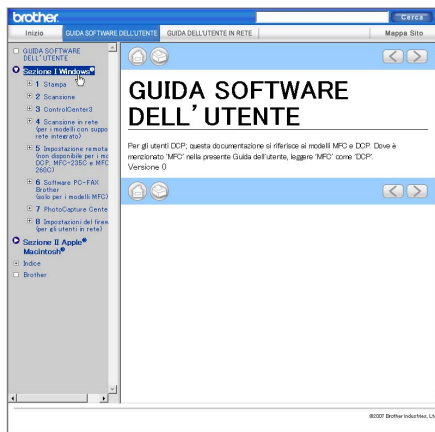 brother.
Cerca
Inizio
GUIDA SOFTWARE DELL'UTENTE
GUIDA DELL'UTENTE IN RETE
Mappa Sito
GUIDA SOFTWARE
DELL'UTENTE
Sezione I Windows®
1 Stampa
2 Scansione
3 ControlCenter3
4 Scansione in rete
(per i modelli con suppo
rete integrato)
5 Impostazione remota
(non disponibile per i mo
DCP, MFC-235C e MFC
260C)
6 Software PC-FAX
Brother
(solo per i modelli MFC)
7 PhotoCapture Cente
8 Impostazioni del firew
(per gli utenti in rete)
Sezione II Apple®
Macintosh®
Indice
Brother
GUIDA SOFTWARE
DELL'UTENTE
Per gli utenti DCP; questa documentazione si riferisce ai modelli MFC e DCP. Dove è
menzionato 'MFC' nella presente Guida dell'utente, leggere 'MFC' come 'DCP'.
Versione 0
©2007 Brother Industries, Lt